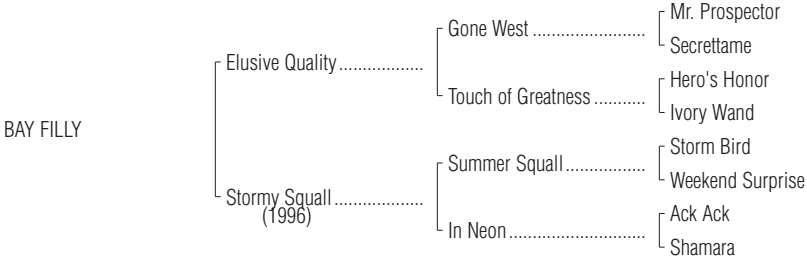 Mr. Prospector
Gone West ........................
Secrettame
Elusive Quality..................
Hero's Honor
Touch of Greatness ...........
Ivory Wand
BAY FILLY
Storm Bird
Summer Squall .................
Weekend Surprise
Stormy Squall ...................
(1996)
Ack Ack
In Neon.............................
Shamara